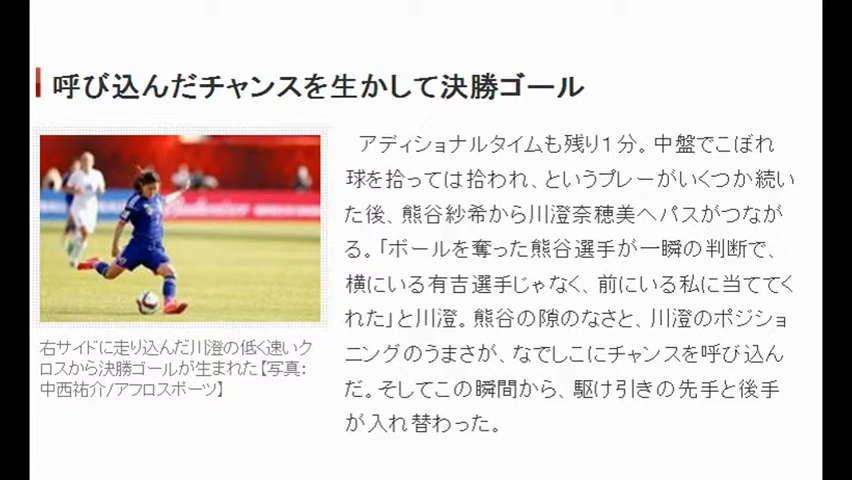 呼び込んだチャンスを生かして決勝ゴール
アディショナルタイムも残り1分。中盤でこぼれ
球を拾っては拾われ、というプレーがいくつか続い
た後、熊谷紗希から川澄奈穂美へパスがつなが
る。「ボールを奪った熊谷選手が一瞬の判断で、
横にいる有吉選手じゃなく、前にいる私に当ててく
れた」と川澄。熊谷の隙のなさと、川澄のポジショ
ニングのうまさが、なでしこにチャンスを呼び込ん
だ。そしてこの瞬間から、駆け引きの先手と後手
が入れ替わった。
右サイドに走り込んだ川澄の低く速いク
ロスから決勝ゴールが生まれた【写真:
中西祐介/アフロスポーツ】